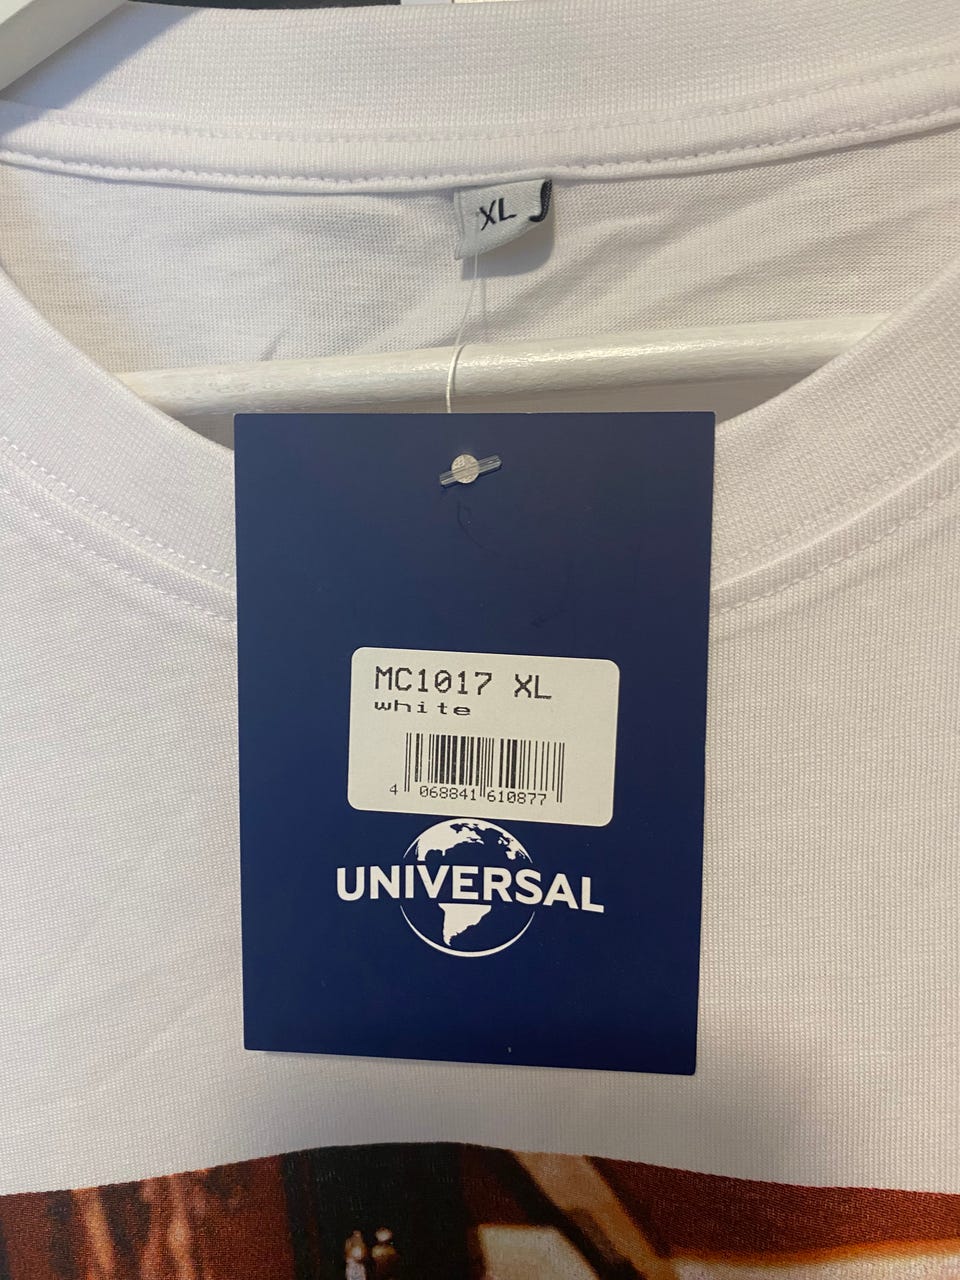 XL
MC1017 XL
white
4 068841 610877
UNIVERSAL